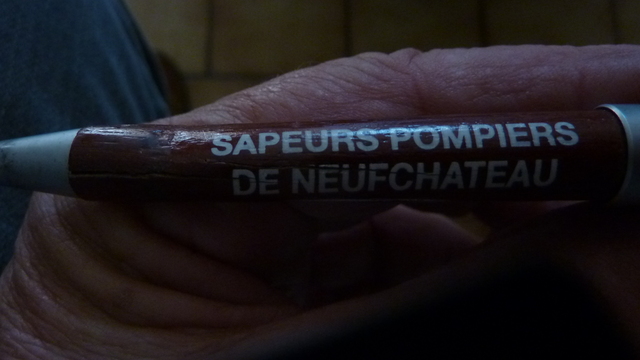 SAPEURS POMPIERS
DE NEUFCHATEAU